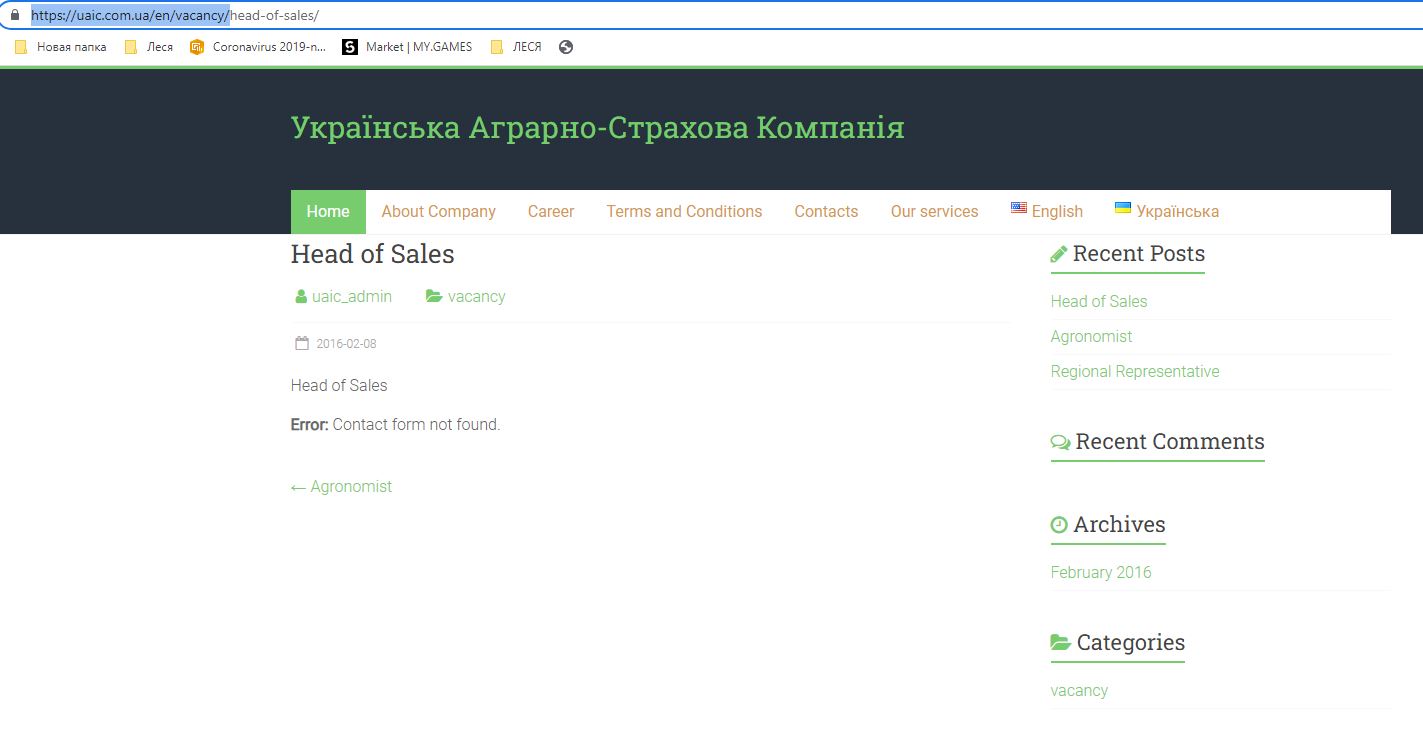 https://uaic.com.ua/en/vacancy/head-of-sales/
Новая папка Леся Coronavirus 2019-n... Market | MY.GAMES ЛЕСЯ
Українська Аграрно-Страхова Компанія
Home About Company Career Terms and Conditions Contacts Our services English Українська
Head of Sales
uaic_admin vacancy
2016-02-08
Head of Sales
Error: Contact form not found.
← Agronomist
Recent Posts
Head of Sales
Agronomist
Regional Representative
Recent Comments
Archives
February 2016
Categories
vacancy